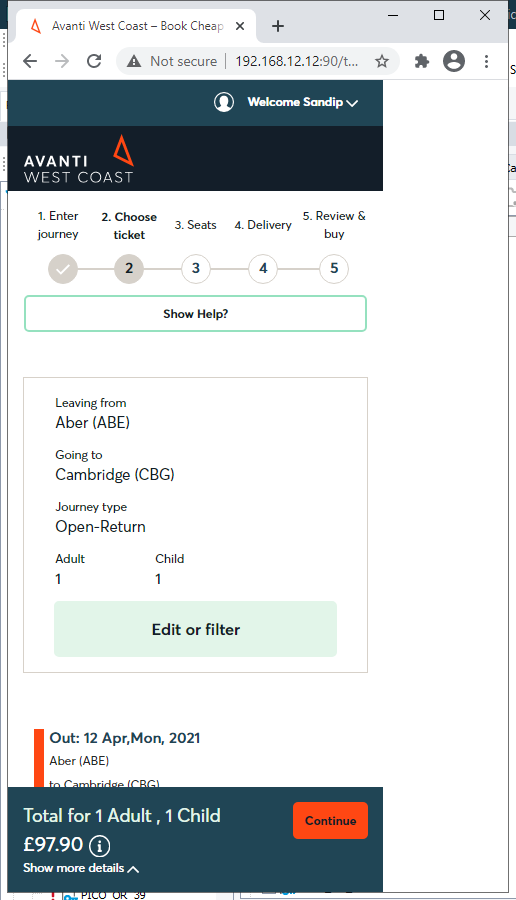 Avanti West Coast – Book Cheap
Not secure
192.168.12.12:90/t...
Welcome Sandip
AVANTI
WEST COAST
1. Enter journey
2. Choose ticket
3. Seats
4. Delivery
5. Review & buy
2
3
4
5
Show Help?
Leaving from
Aber (ABE)
Going to
Cambridge (CBG)
Journey type
Open-Return
Adult
Child
1
1
Edit or filter
Out: 12 Apr,Mon, 2021
Aber (ABE)
to Cambridge (CBG)
Total for 1 Adult , 1 Child
£97.90
Continue
Show more details
PICO_OR_39